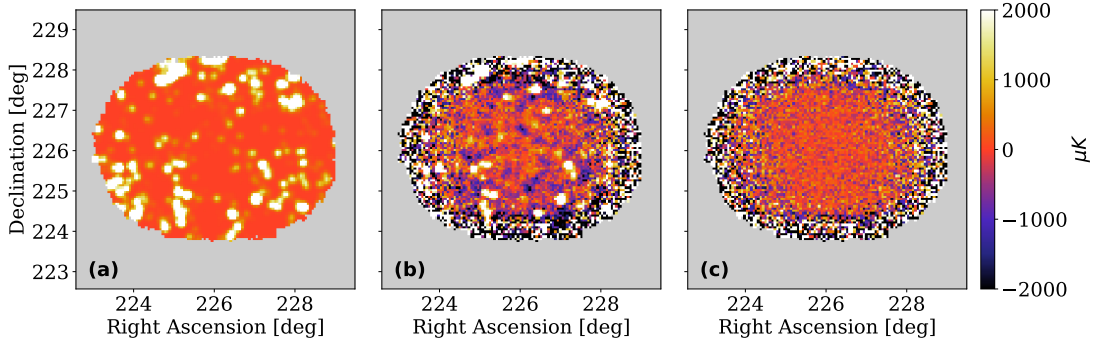 229
228
227
226
225
224
223
Declination [deg]
(a)
(b)
(c)
224
226
228
224
226
228
224
226
228
Right Ascension [deg]
Right Ascension [deg]
Right Ascension [deg]
2000
1000
0
−1000
−2000
μK